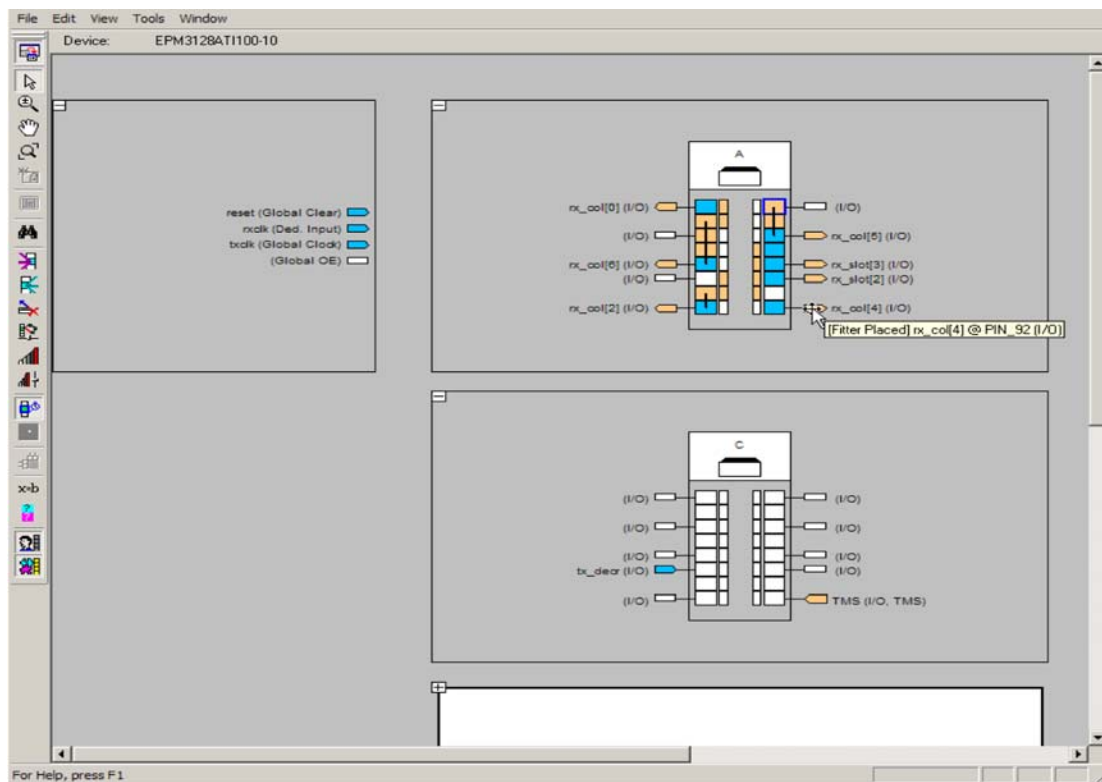 File Edit View Tools Window
Device: EPM3128ATI100-10
reset (Global Clear)
rxclk (Ded. Input)
txclk (Global Clock)
(Global OE)
A
rx_col[0] (I/O)
(I/O)
(I/O)
rx_col[5] (I/O)
rx_col[6] (I/O)
rx_slot[3] (I/O)
(I/O)
rx_slot[2] (I/O)
rx_col[2] (I/O)
rx_col[4] (I/O)
[Fitter Placed] rx_col[4] @ PIN_92 (I/O)
C
(I/O)
(I/O)
(I/O)
(I/O)
(I/O)
(I/O)
tx_decr (I/O)
(I/O)
(I/O)
TMS (I/O, TMS)
x=b
For Help, press F1